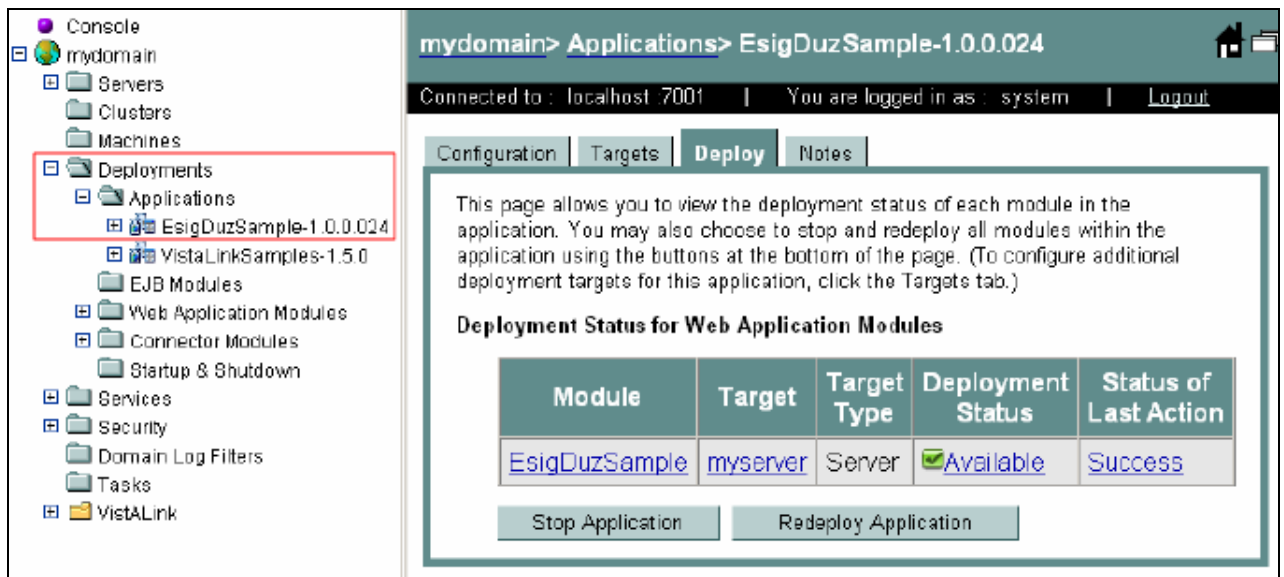 Console
mydomain
Servers
Clusters
Machines
Deployments
Applications
EsigDuzSample-1.0.0.024
VistaLinkSamples-1.5.0
EJB Modules
Web Application Modules
Connector Modules
Startup & Shutdown
Services
Security
Domain Log Filters
Tasks
VistALink
mydomain> Applications> EsigDuzSample-1.0.0.024
Connected to : localhost :7001 | You are logged in as : system | Logout
Configuration Targets Deploy Notes
This page allows you to view the deployment status of each module in the
application. You may also choose to stop and redeploy all modules within the
application using the buttons at the bottom of the page. (To configure additional
deployment targets for this application, click the Targets tab.)
Deployment Status for Web Application Modules
Module Target Target Type Deployment Status Status of Last Action
EsigDuzSample myserver Server Available Success
Stop Application Redeploy Application